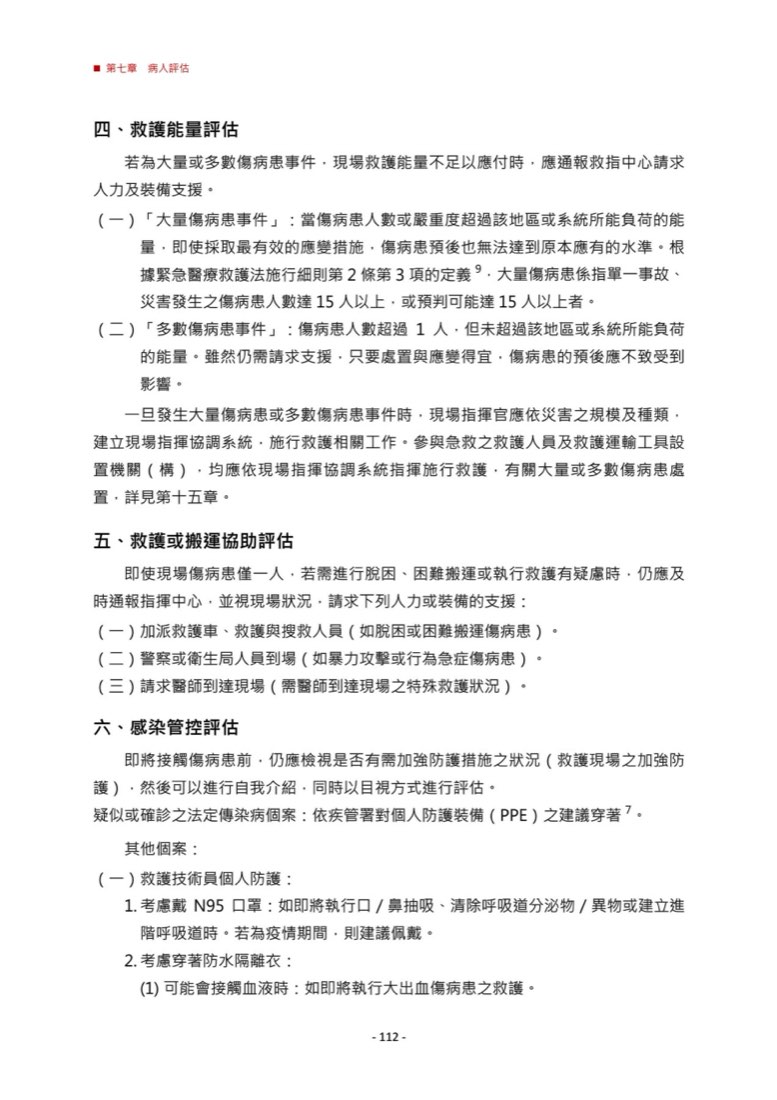 ■ 第七章　病人評估
四、救護能量評估
若為大量或多數傷病患事件，現場救護能量不足以應付時，應通報救指中心請求
人力及裝備支援。
（一）「大量傷病患事件」：當傷病患人數或嚴重度超過該地區或系統所能負荷的能
量，即使採取最有效的應變措施，傷病患預後也無法達到原本應有的水準。根
據緊急醫療救護法施行細則第 2 條第 3 項的定義 9，大量傷病患係指單一事故、
災害發生之傷病患人數達 15 人以上，或預判可能達 15 人以上者。
（二）「多數傷病患事件」：傷病患人數超過 1 人，但未超過該地區或系統所能負荷
的能量。雖然仍需請求支援，只要處置與應變得宜，傷病患的預後應不致受到
影響。
一旦發生大量傷病患或多數傷病患事件時，現場指揮官應依災害之規模及種類，
建立現場指揮協調系統，施行救護相關工作。參與急救之救護人員及救護運輸工具設
置機關（構），均應依現場指揮協調系統指揮施行救護，有關大量或多數傷病患處
置，詳見第十五章。
五、救護或搬運協助評估
即使現場傷病患僅一人，若需進行脫困、困難搬運或執行救護有疑慮時，仍應及
時通報指揮中心，並視現場狀況，請求下列人力或裝備的支援：
（一）加派救護車、救護與搜救人員（如脫困或困難搬運傷病患）。
（二）警察或衛生局人員到場（如暴力攻擊或行為急症傷病患）。
（三）請求醫師到達現場（需醫師到達現場之特殊救護狀況）。
六、感染管控評估
即將接觸傷病患前，仍應檢視是否有需加強防護措施之狀況（救護現場之加強防
護），然後可以進行自我介紹，同時以目視方式進行評估。
疑似或確診之法定傳染病個案：依疾管署對個人防護裝備（PPE）之建議穿著 7。
其他個案：
（一）救護技術員個人防護：
1. 考慮戴 N95 口罩：如即將執行口 / 鼻抽吸、清除呼吸道分泌物 / 異物或建立進
階呼吸道時。若為疫情期間，則建議佩戴。
2. 考慮穿著防水隔離衣：
(1) 可能會接觸血液時：如即將執行大出血傷病患之救護。
- 112 -